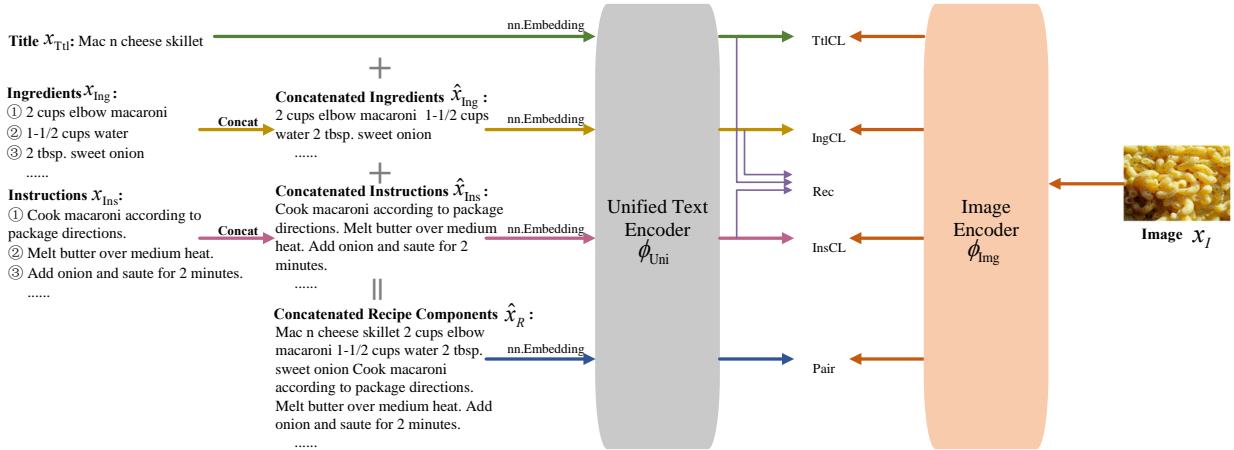 Title x_Ttl: Mac n cheese skillet
nn.Embedding
TtlCL
+
Ingredients x_Ing :
① 2 cups elbow macaroni
② 1-1/2 cups water
③ 2 tbsp. sweet onion
......
Concat
Concatenated Ingredients x̂_Ing :
2 cups elbow macaroni 1-1/2 cups
water 2 tbsp. sweet onion
......
nn.Embedding
IngCL
+
Rec
Instructions x_Ins:
① Cook macaroni according to
package directions.
② Melt butter over medium heat.
③ Add onion and saute for 2 minutes.
......
Concat
Concatenated Instructions x̂_Ins:
Cook macaroni according to package
directions. Melt butter over medium
heat. Add onion and saute for 2
minutes.
......
nn.Embedding
InsCL
=
Concatenated Recipe Components x̂_R :
Mac n cheese skillet 2 cups elbow
macaroni 1-1/2 cups water 2 tbsp.
sweet onion Cook macaroni
according to package directions.
Melt butter over medium heat. Add
onion and saute for 2 minutes.
......
nn.Embedding
Pair
Unified Text
Encoder
ϕ_Uni
Image
Encoder
ϕ_Img
Image x_I